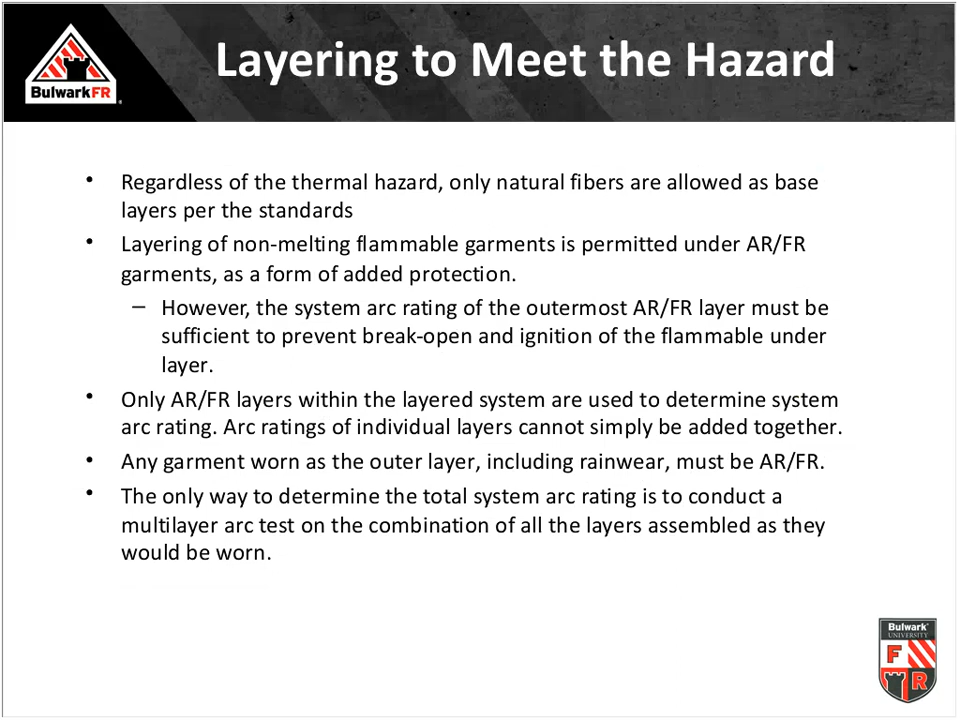 BulwarkFR
Layering to Meet the Hazard
• Regardless of the thermal hazard, only natural fibers are allowed as base
layers per the standards
• Layering of non-melting flammable garments is permitted under AR/FR
garments, as a form of added protection.
– However, the system arc rating of the outermost AR/FR layer must be
sufficient to prevent break-open and ignition of the flammable under
layer.
• Only AR/FR layers within the layered system are used to determine system
arc rating. Arc ratings of individual layers cannot simply be added together.
• Any garment worn as the outer layer, including rainwear, must be AR/FR.
• The only way to determine the total system arc rating is to conduct a
multilayer arc test on the combination of all the layers assembled as they
would be worn.
Bulwark
UNIVERSITY
F
R